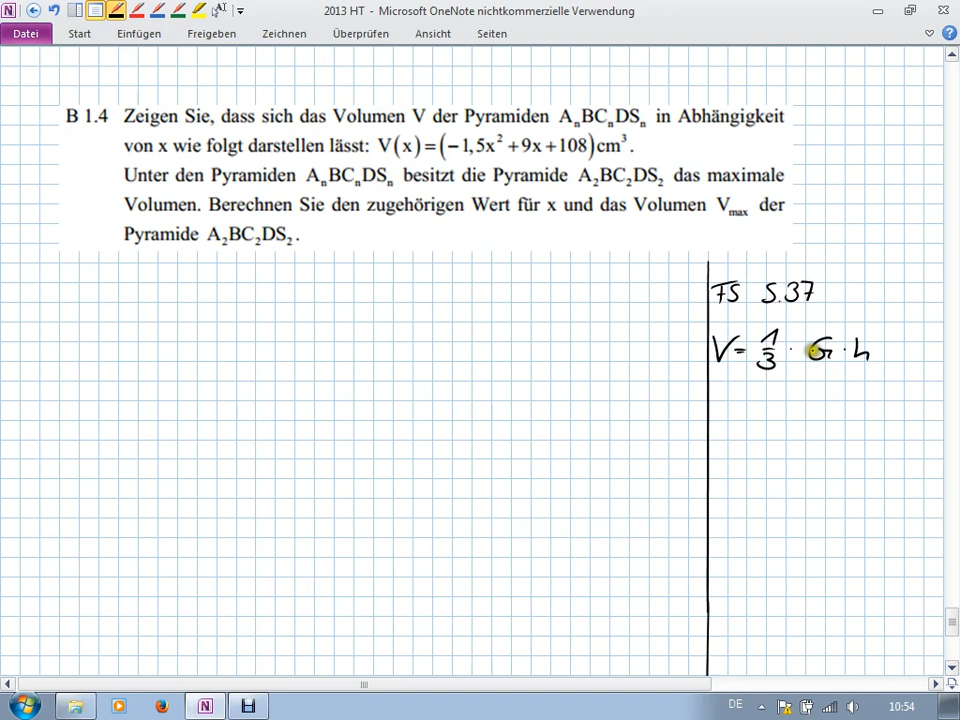 2013 HT - Microsoft OneNote nichtkommerzielle Verwendung
Datei Start Einfügen Freigeben Zeichnen Überprüfen Ansicht Seiten
B 1.4 Zeigen Sie, dass sich das Volumen V der Pyramiden AₙBCₙDSₙ in Abhängigkeit
von x wie folgt darstellen lässt: V(x)=(−1,5x²+9x+108)cm³.
Unter den Pyramiden AₙBCₙDSₙ besitzt die Pyramide A₂BC₂DS₂ das maximale
Volumen. Berechnen Sie den zugehörigen Wert für x und das Volumen Vmax der
Pyramide A₂BC₂DS₂.
FS S.37
V = 1/3 · G · h
DE 10:54